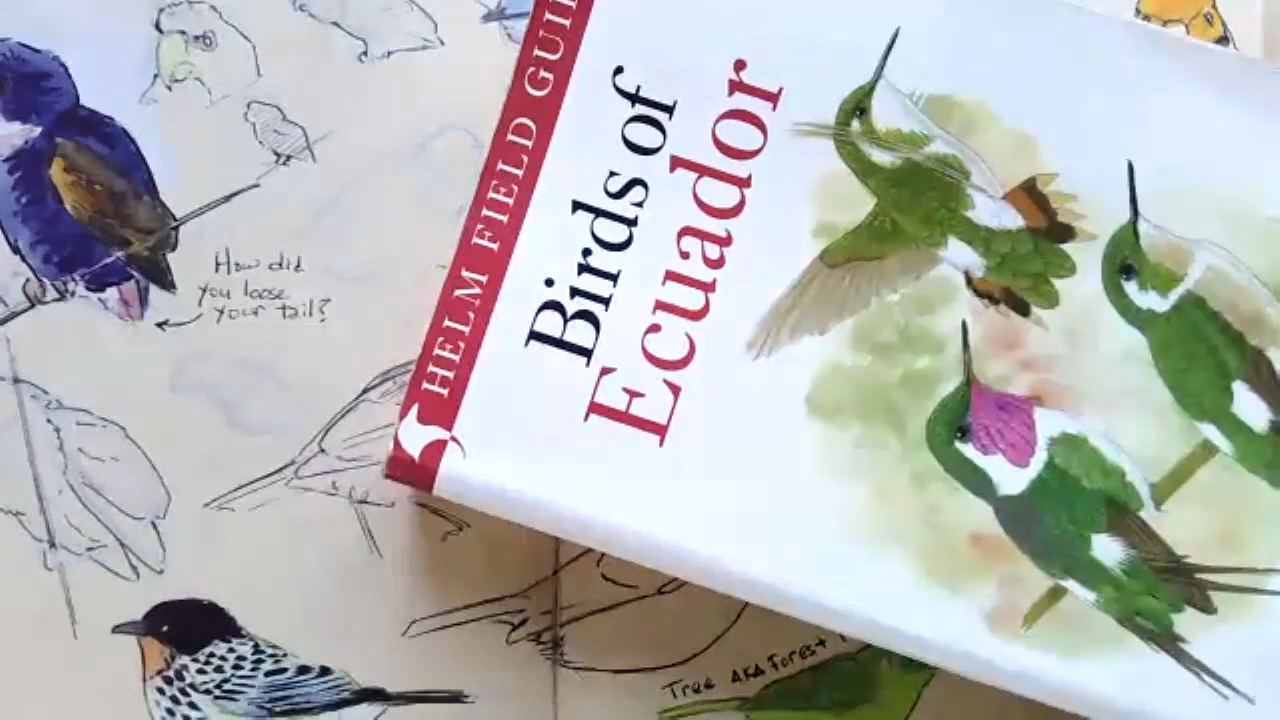 HELM FIELD GUI
Birds of
Ecuador
How did
you loose
your tail?
Tree AKA Forest